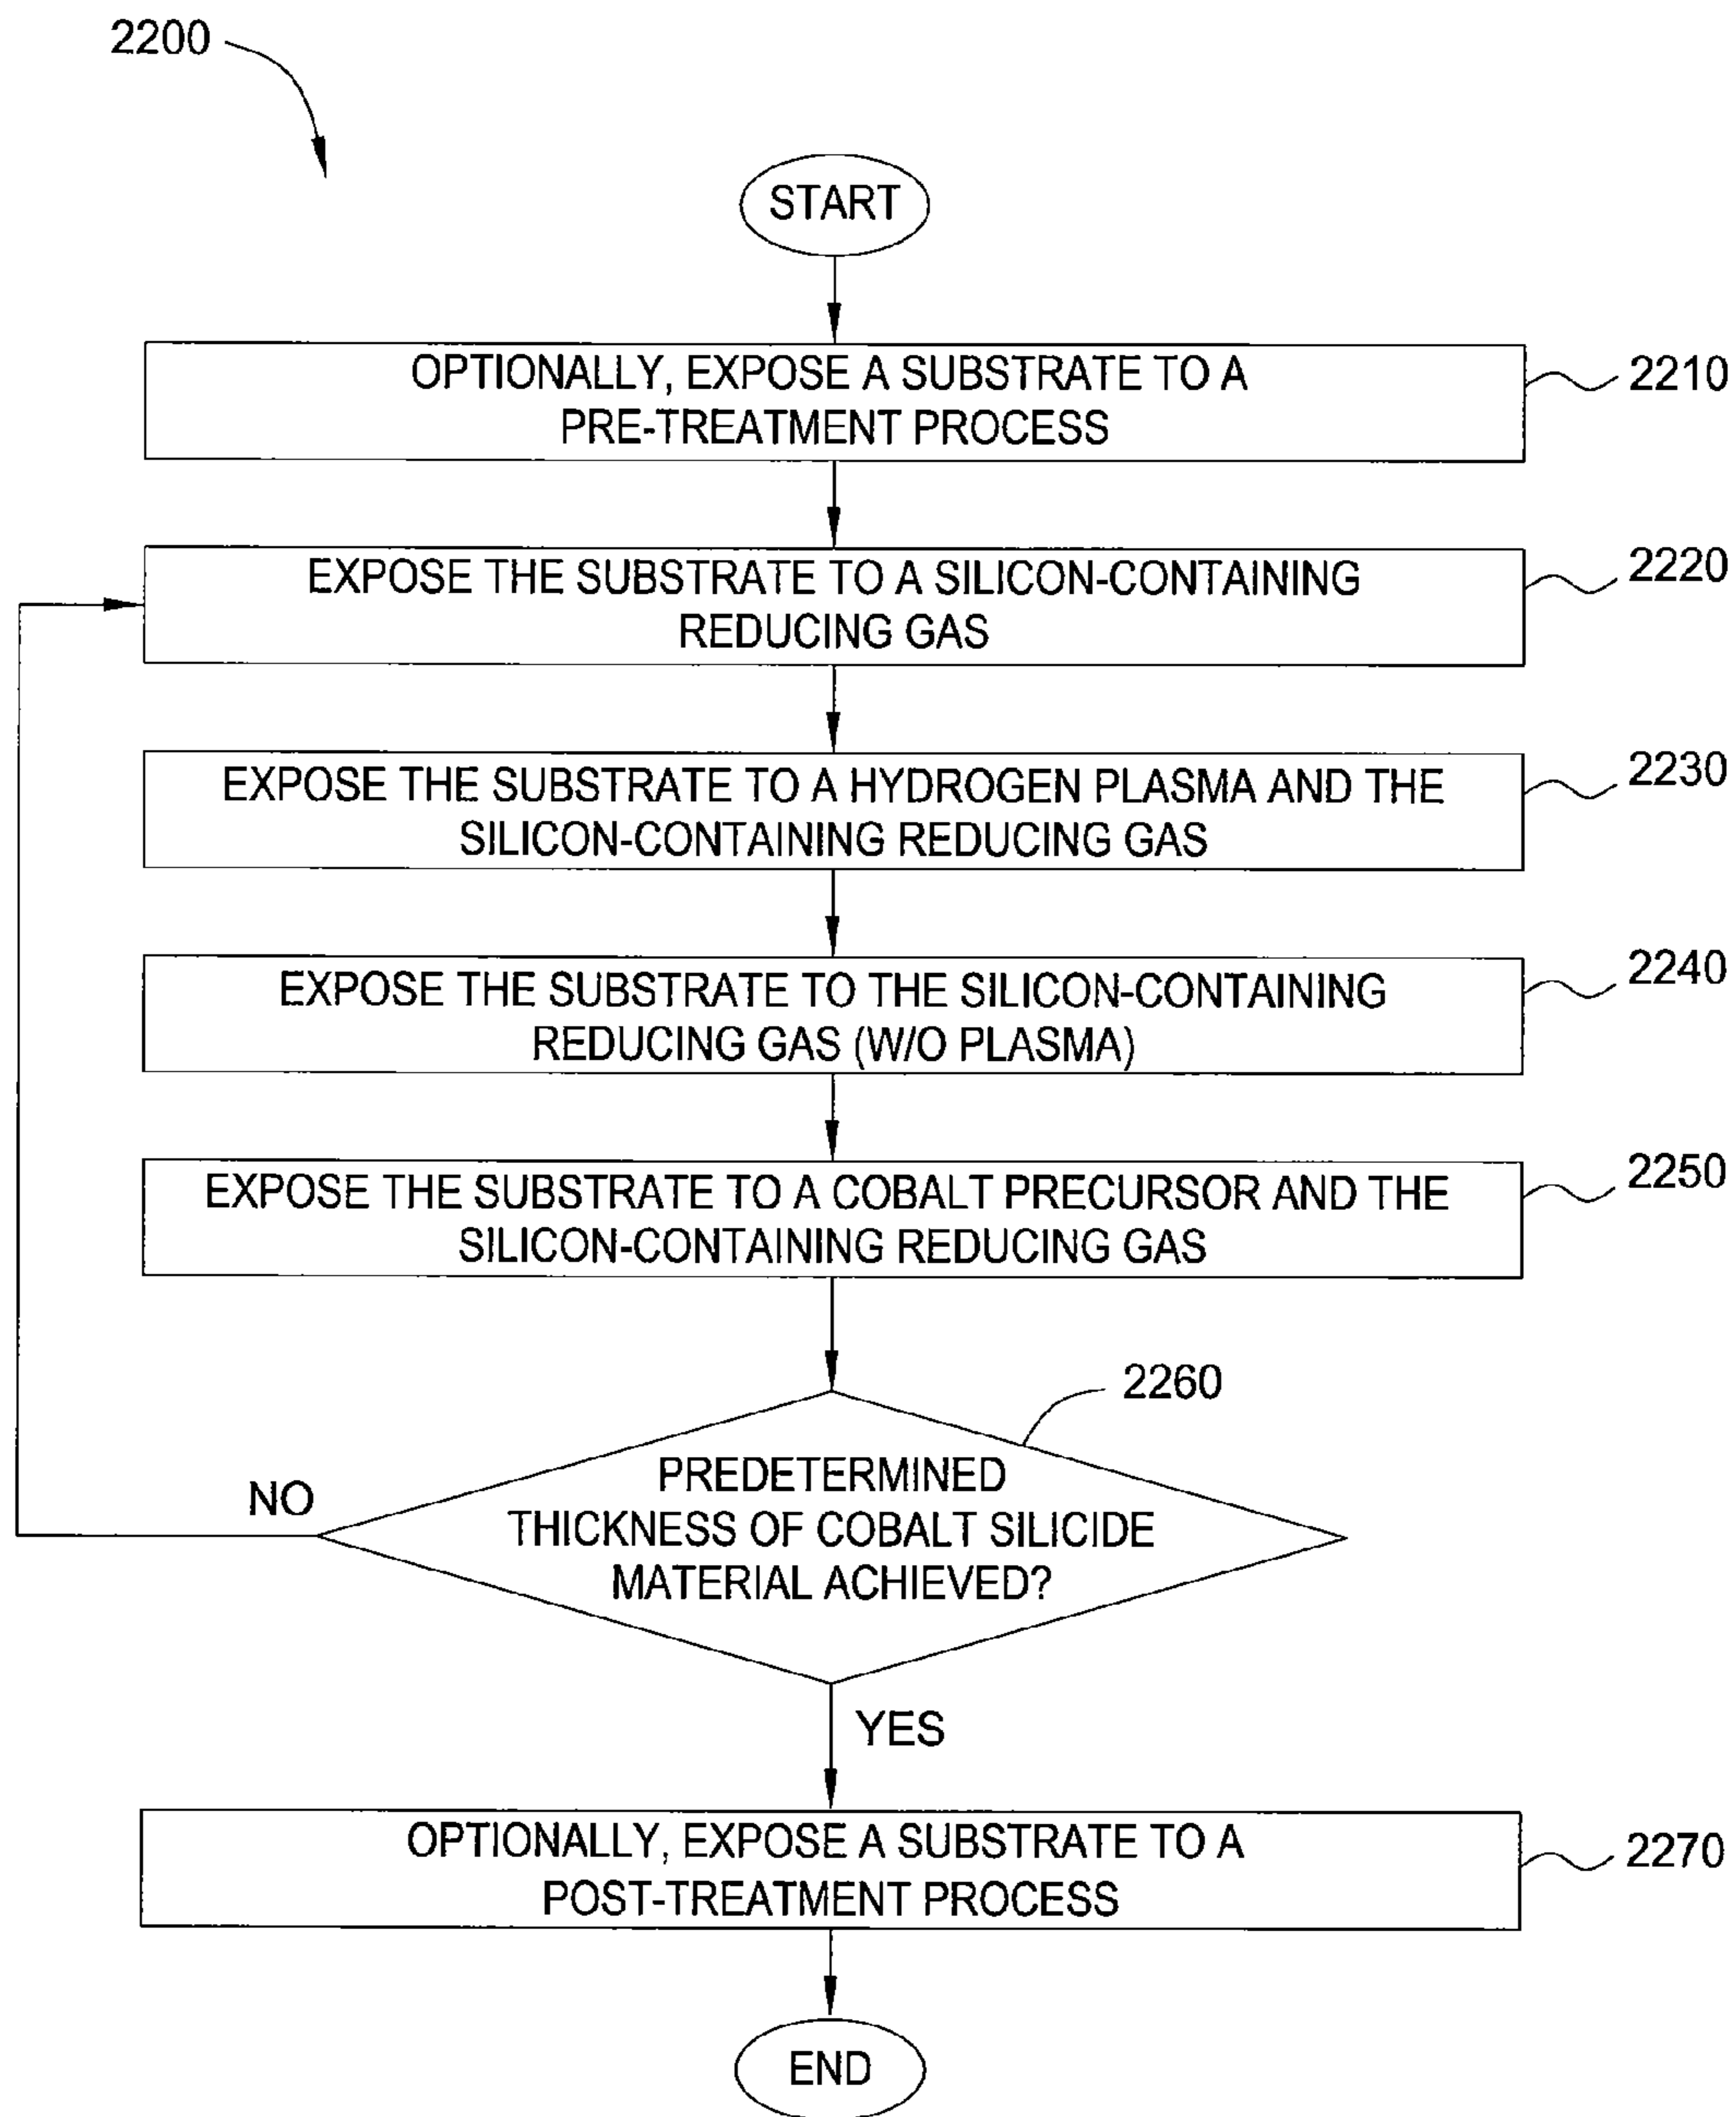 2200
START
OPTIONALLY, EXPOSE A SUBSTRATE TO A
PRE-TREATMENT PROCESS
2210
EXPOSE THE SUBSTRATE TO A SILICON-CONTAINING
REDUCING GAS
2220
EXPOSE THE SUBSTRATE TO A HYDROGEN PLASMA AND THE
SILICON-CONTAINING REDUCING GAS
2230
EXPOSE THE SUBSTRATE TO THE SILICON-CONTAINING
REDUCING GAS (W/O PLASMA)
2240
EXPOSE THE SUBSTRATE TO A COBALT PRECURSOR AND THE
SILICON-CONTAINING REDUCING GAS
2250
2260
PREDETERMINED
THICKNESS OF COBALT SILICIDE
MATERIAL ACHIEVED?
NO
YES
OPTIONALLY, EXPOSE A SUBSTRATE TO A
POST-TREATMENT PROCESS
2270
END